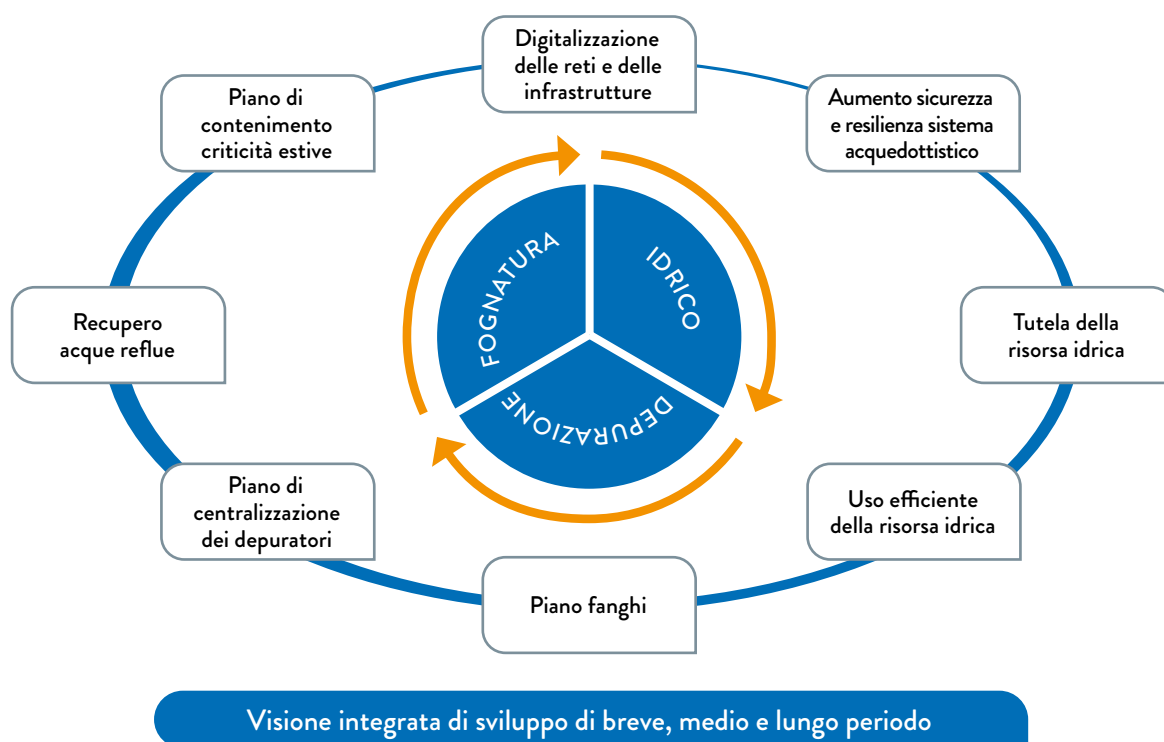 Digitalizzazione
delle reti e delle
infrastrutture
Piano di
contenimento
criticità estive
Aumento sicurezza
e resilienza sistema
acquedottistico
FOGNATURA
IDRICO
DEPURAZIONE
Recupero
acque reflue
Tutela della
risorsa idrica
Piano di
centralizzazione
dei depuratori
Uso efficiente
della risorsa idrica
Piano fanghi
Visione integrata di sviluppo di breve, medio e lungo periodo